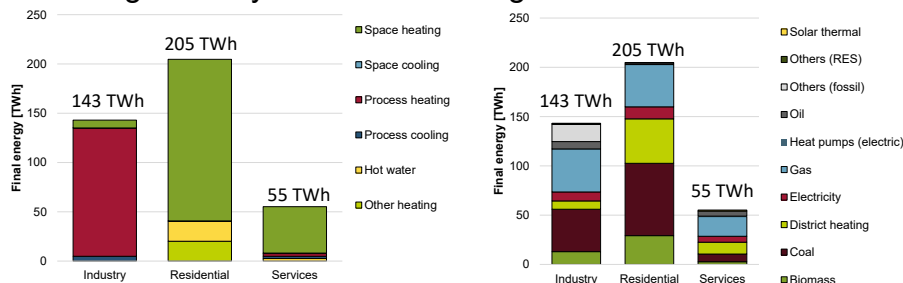 250
200
150
100
50
0
Final energy [TWh]
143 TWh
205 TWh
55 TWh
Industry
Residential
Services
Space heating
Space cooling
Process heating
Process cooling
Hot water
Other heating
250
200
150
100
50
0
Final energy [TWh]
143 TWh
205 TWh
55 TWh
Industry
Residential
Services
Solar thermal
Others (RES)
Others (fossil)
Oil
Heat pumps (electric)
Gas
Electricity
District heating
Coal
Biomass